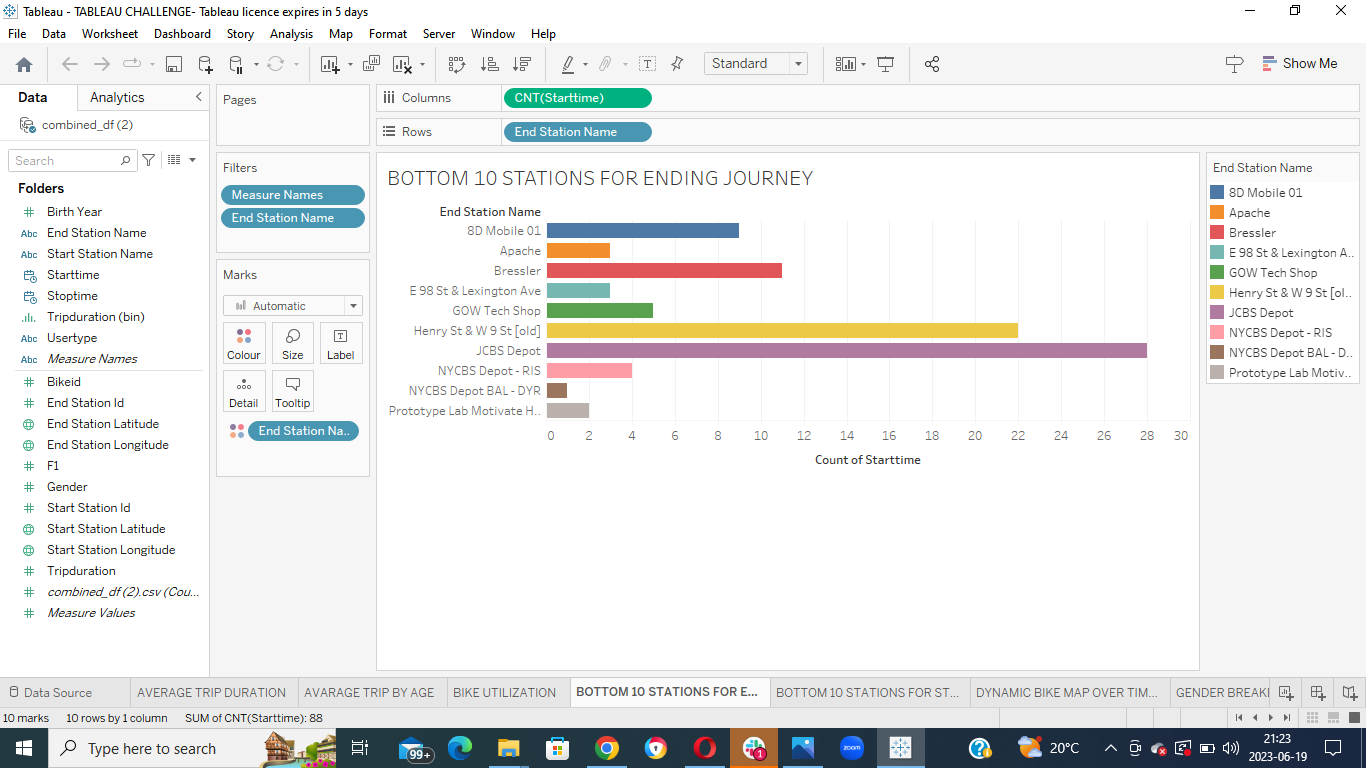 Tableau - TABLEAU CHALLENGE- Tableau licence expires in 5 days
File Data Worksheet Dashboard Story Analysis Map Format Server Window Help
Standard
Show Me
Data Analytics
combined_df (2)
Search
Folders
Birth Year
Abc End Station Name
Abc Start Station Name
Starttime
Stoptime
Tripduration (bin)
Abc Usertype
Abc Measure Names
Bikeid
End Station Id
End Station Latitude
End Station Longitude
F1
Gender
Start Station Id
Start Station Latitude
Start Station Longitude
Tripduration
combined_df (2).csv (Cou...
Measure Values
Pages
Filters
Measure Names
End Station Name
Marks
Automatic
Colour Size Label
Detail Tooltip
End Station Na..
Columns CNT(Starttime)
Rows End Station Name
BOTTOM 10 STATIONS FOR ENDING JOURNEY
End Station Name
8D Mobile 01
Apache
Bressler
E 98 St & Lexington Ave
GOW Tech Shop
Henry St & W 9 St [old]
JCBS Depot
NYCBS Depot - RIS
NYCBS Depot BAL - DYR
Prototype Lab Motivate H..
0 2 4 6 8 10 12 14 16 18 20 22 24 26 28 30
Count of Starttime
End Station Name
8D Mobile 01
Apache
Bressler
E 98 St & Lexington A..
GOW Tech Shop
Henry St & W 9 St [ol..
JCBS Depot
NYCBS Depot - RIS
NYCBS Depot BAL - D..
Prototype Lab Motiv..
Data Source AVERAGE TRIP DURATION AVARAGE TRIP BY AGE BIKE UTILIZATION BOTTOM 10 STATIONS FOR E... BOTTOM 10 STATIONS FOR ST... DYNAMIC BIKE MAP OVER TIM... GENDER BREAKI
10 marks 10 rows by 1 column SUM of CNT(Starttime): 88
Type here to search
99+
1
zoom
20°C
21:23
2023-06-19